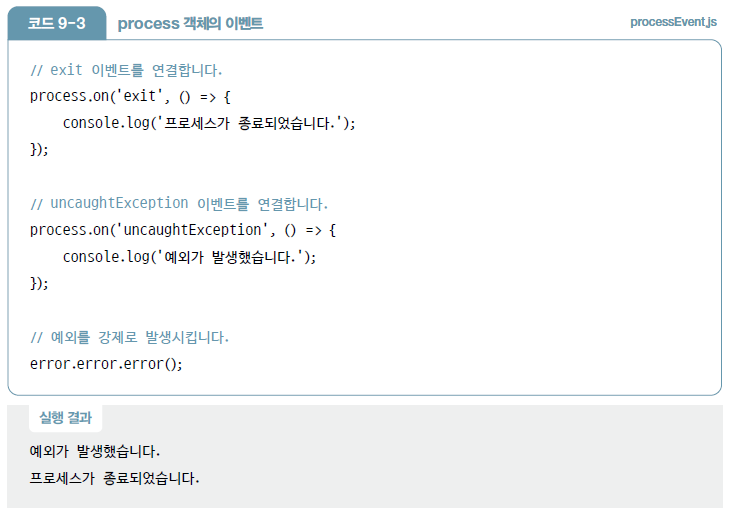 코드 9-3 process 객체의 이벤트 processEvent.js
// exit 이벤트를 연결합니다.
process.on('exit', () => {
    console.log('프로세스가 종료되었습니다.');
});
// uncaughtException 이벤트를 연결합니다.
process.on('uncaughtException', () => {
    console.log('예외가 발생했습니다.');
});
// 예외를 강제로 발생시킵니다.
error.error.error();
실행 결과
예외가 발생했습니다.
프로세스가 종료되었습니다.